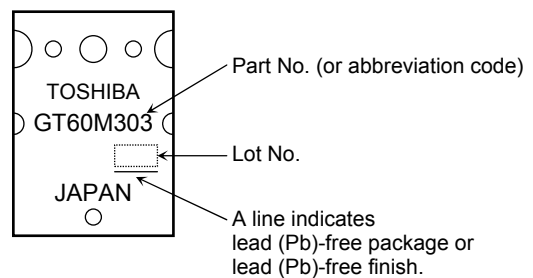 TOSHIBA
GT60M303
JAPAN
Part No. (or abbreviation code)
Lot No.
A line indicates
lead (Pb)-free package or
lead (Pb)-free finish.